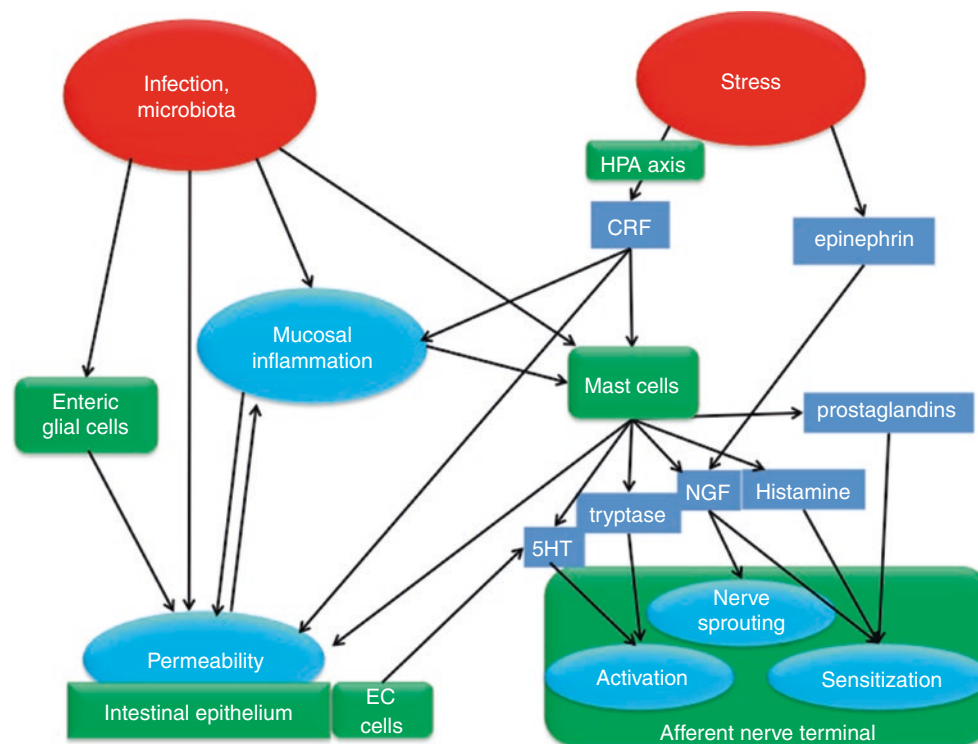 Infection,
microbiota
Stress
HPA axis
CRF
epinephrin
Mucosal
inflammation
Mast cells
Enteric
glial cells
prostaglandins
NGF
Histamine
tryptase
5HT
Nerve
sprouting
Permeability
Activation
Sensitization
Intestinal epithelium
EC
cells
Afferent nerve terminal